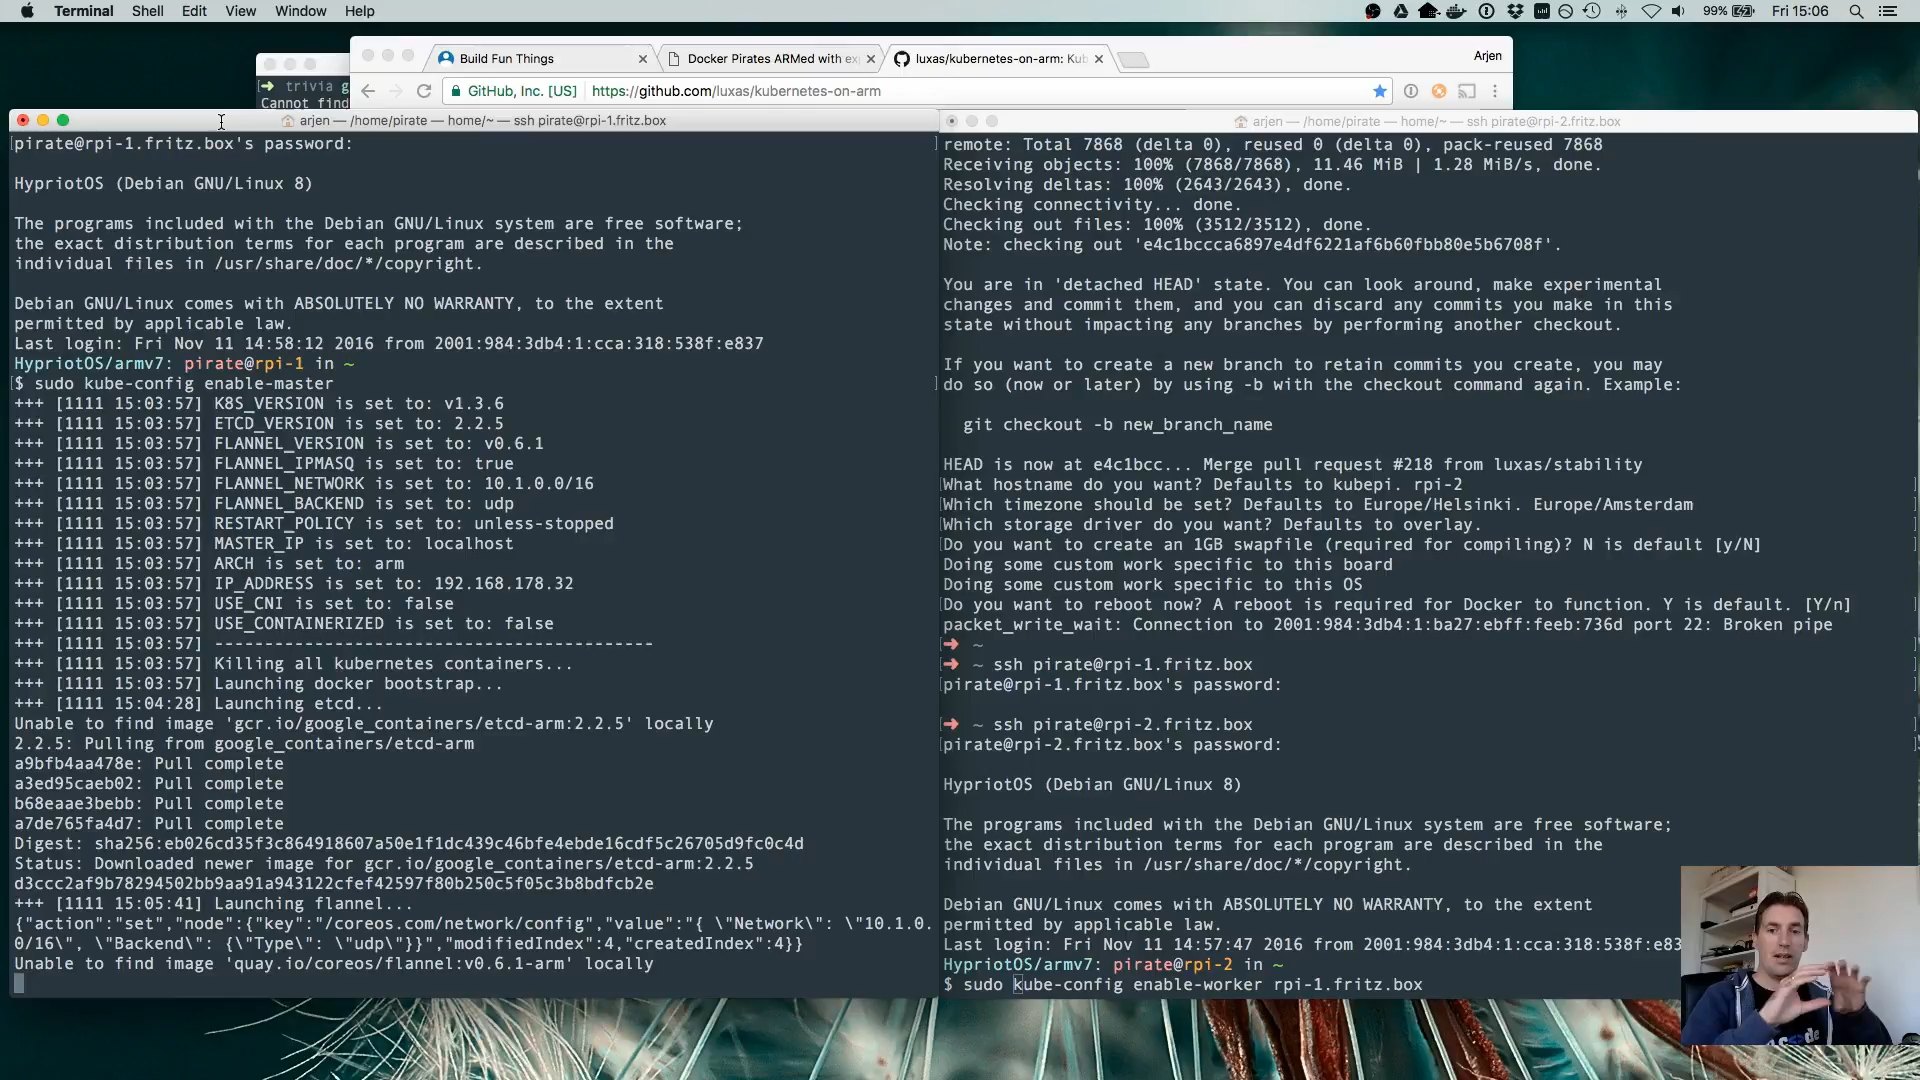 Terminal Shell Edit View Window Help 99% Fri 15:06
Build Fun Things
Docker Pirates ARMed with ex
luxas/kubernetes-on-arm: Kub
Arjen
GitHub, Inc. [US] https://github.com/luxas/kubernetes-on-arm
➜ trivia g
Cannot find
arjen — /home/pirate — home/~ — ssh pirate@rpi-1.fritz.box
pirate@rpi-1.fritz.box's password:
HypriotOS (Debian GNU/Linux 8)
The programs included with the Debian GNU/Linux system are free software;
the exact distribution terms for each program are described in the
individual files in /usr/share/doc/*/copyright.
Debian GNU/Linux comes with ABSOLUTELY NO WARRANTY, to the extent
permitted by applicable law.
Last login: Fri Nov 11 14:58:12 2016 from 2001:984:3db4:1:cca:318:538f:e837
HypriotOS/armv7: pirate@rpi-1 in ~
$ sudo kube-config enable-master
+++ [1111 15:03:57] K8S_VERSION is set to: v1.3.6
+++ [1111 15:03:57] ETCD_VERSION is set to: 2.2.5
+++ [1111 15:03:57] FLANNEL_VERSION is set to: v0.6.1
+++ [1111 15:03:57] FLANNEL_IPMASQ is set to: true
+++ [1111 15:03:57] FLANNEL_NETWORK is set to: 10.1.0.0/16
+++ [1111 15:03:57] FLANNEL_BACKEND is set to: udp
+++ [1111 15:03:57] RESTART_POLICY is set to: unless-stopped
+++ [1111 15:03:57] MASTER_IP is set to: localhost
+++ [1111 15:03:57] ARCH is set to: arm
+++ [1111 15:03:57] IP_ADDRESS is set to: 192.168.178.32
+++ [1111 15:03:57] USE_CNI is set to: false
+++ [1111 15:03:57] USE_CONTAINERIZED is set to: false
+++ [1111 15:03:57] --------------------------------------------
+++ [1111 15:03:57] Killing all kubernetes containers...
+++ [1111 15:03:57] Launching docker bootstrap...
+++ [1111 15:04:28] Launching etcd...
Unable to find image 'gcr.io/google_containers/etcd-arm:2.2.5' locally
2.2.5: Pulling from google_containers/etcd-arm
a9bfb4aa478e: Pull complete
a3ed95caeb02: Pull complete
b68eaae3bebb: Pull complete
a7de765fa4d7: Pull complete
Digest: sha256:eb026cd35f3c864918607a50e1f1dc439c46bfe4ebde16cdf5c26705d9fc0c4d
Status: Downloaded newer image for gcr.io/google_containers/etcd-arm:2.2.5
d3ccc2af9b78294502bb9aa91a943122cfef42597f80b250c5f05c3b8bdfcb2e
+++ [1111 15:05:41] Launching flannel...
{"action":"set","node":{"key":"/coreos.com/network/config","value":"{ \"Network\": \"10.1.0.
0/16\", \"Backend\": {\"Type\": \"udp\"}}","modifiedIndex":4,"createdIndex":4}}
Unable to find image 'quay.io/coreos/flannel:v0.6.1-arm' locally
arjen — /home/pirate — home/~ — ssh pirate@rpi-2.fritz.box
remote: Total 7868 (delta 0), reused 0 (delta 0), pack-reused 7868
Receiving objects: 100% (7868/7868), 11.46 MiB | 1.28 MiB/s, done.
Resolving deltas: 100% (2643/2643), done.
Checking connectivity... done.
Checking out files: 100% (3512/3512), done.
Note: checking out 'e4c1bccca6897e4df6221af6b60fbb80e5b6708f'.
You are in 'detached HEAD' state. You can look around, make experimental
changes and commit them, and you can discard any commits you make in this
state without impacting any branches by performing another checkout.
If you want to create a new branch to retain commits you create, you may
do so (now or later) by using -b with the checkout command again. Example:
git checkout -b new_branch_name
HEAD is now at e4c1bcc... Merge pull request #218 from luxas/stability
What hostname do you want? Defaults to kubepi. rpi-2
Which timezone should be set? Defaults to Europe/Helsinki. Europe/Amsterdam
Which storage driver do you want? Defaults to overlay.
Do you want to create an 1GB swapfile (required for compiling)? N is default [y/N]
Doing some custom work specific to this board
Doing some custom work specific to this OS
Do you want to reboot now? A reboot is required for Docker to function. Y is default. [Y/n]
packet_write_wait: Connection to 2001:984:3db4:1:ba27:ebff:feeb:736d port 22: Broken pipe
➜ ~
➜ ~ ssh pirate@rpi-1.fritz.box
pirate@rpi-1.fritz.box's password:
➜ ~ ssh pirate@rpi-2.fritz.box
pirate@rpi-2.fritz.box's password:
HypriotOS (Debian GNU/Linux 8)
The programs included with the Debian GNU/Linux system are free software;
the exact distribution terms for each program are described in the
individual files in /usr/share/doc/*/copyright.
Debian GNU/Linux comes with ABSOLUTELY NO WARRANTY, to the extent
permitted by applicable law.
Last login: Fri Nov 11 14:57:47 2016 from 2001:984:3db4:1:cca:318:538f:e83
HypriotOS/armv7: pirate@rpi-2 in ~
$ sudo kube-config enable-worker rpi-1.fritz.box